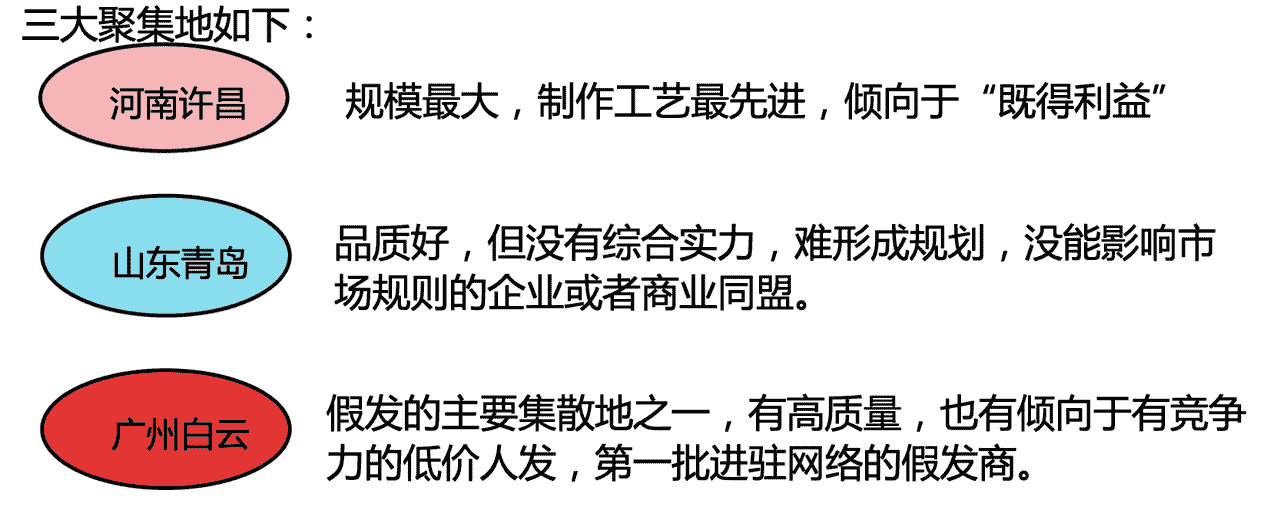 三大聚集地如下：
河南许昌
规模最大，制作工艺最先进，倾向于“既得利益”
山东青岛
品质好，但没有综合实力，难形成规划，没能影响市
场规则的企业或者商业同盟。
广州白云
假发的主要集散地之一，有高质量，也有倾向于有竞争
力的低价人发，第一批进驻网络的假发商。